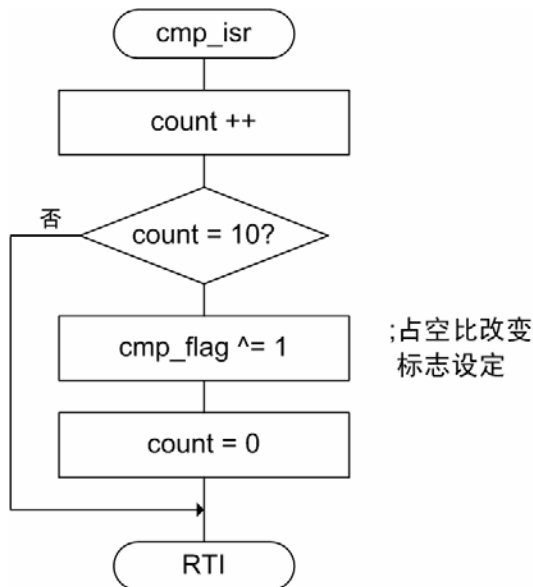 cmp_isr
count ++
否
count = 10?
cmp_flag ^= 1
;占空比改变
标志设定
count = 0
RTI